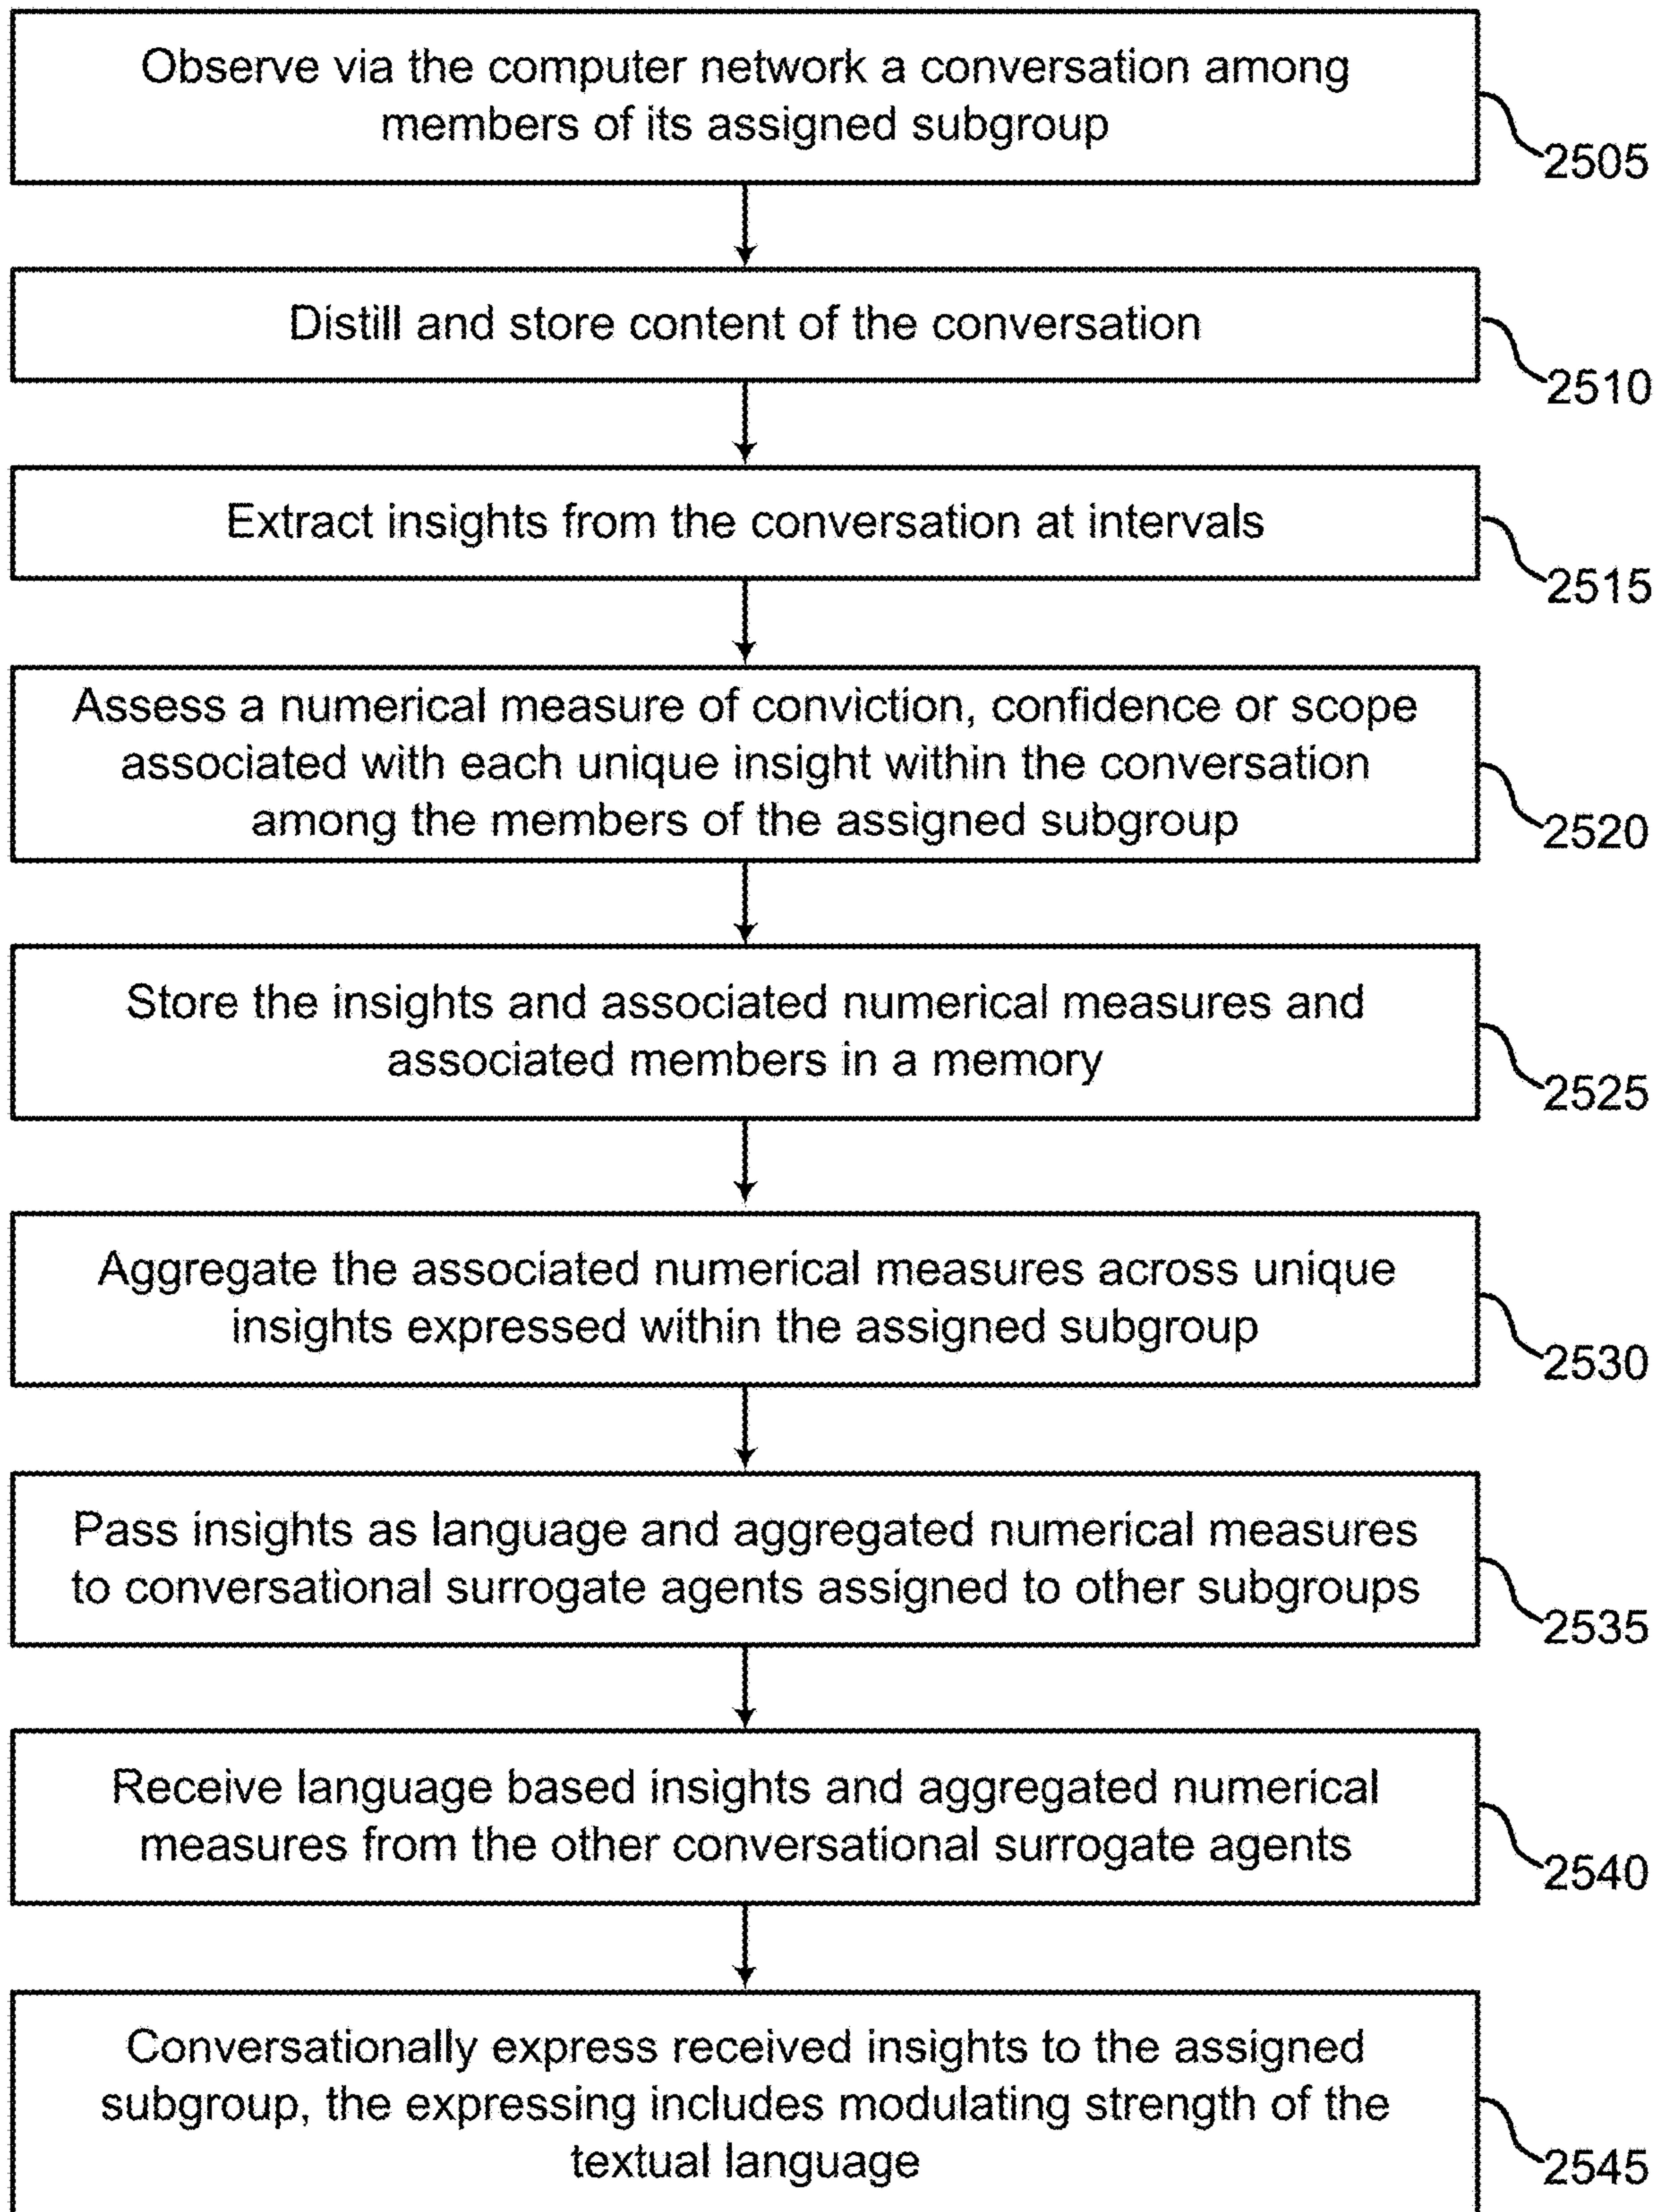 Observe via the computer network a conversation among
members of its assigned subgroup
2505
Distill and store content of the conversation
2510
Extract insights from the conversation at intervals
2515
Assess a numerical measure of conviction, confidence or scope
associated with each unique insight within the conversation
among the members of the assigned subgroup
2520
Store the insights and associated numerical measures and
associated members in a memory
2525
Aggregate the associated numerical measures across unique
insights expressed within the assigned subgroup
2530
Pass insights as language and aggregated numerical measures
to conversational surrogate agents assigned to other subgroups
2535
Receive language based insights and aggregated numerical
measures from the other conversational surrogate agents
2540
Conversationally express received insights to the assigned
subgroup, the expressing includes modulating strength of the
textual language
2545